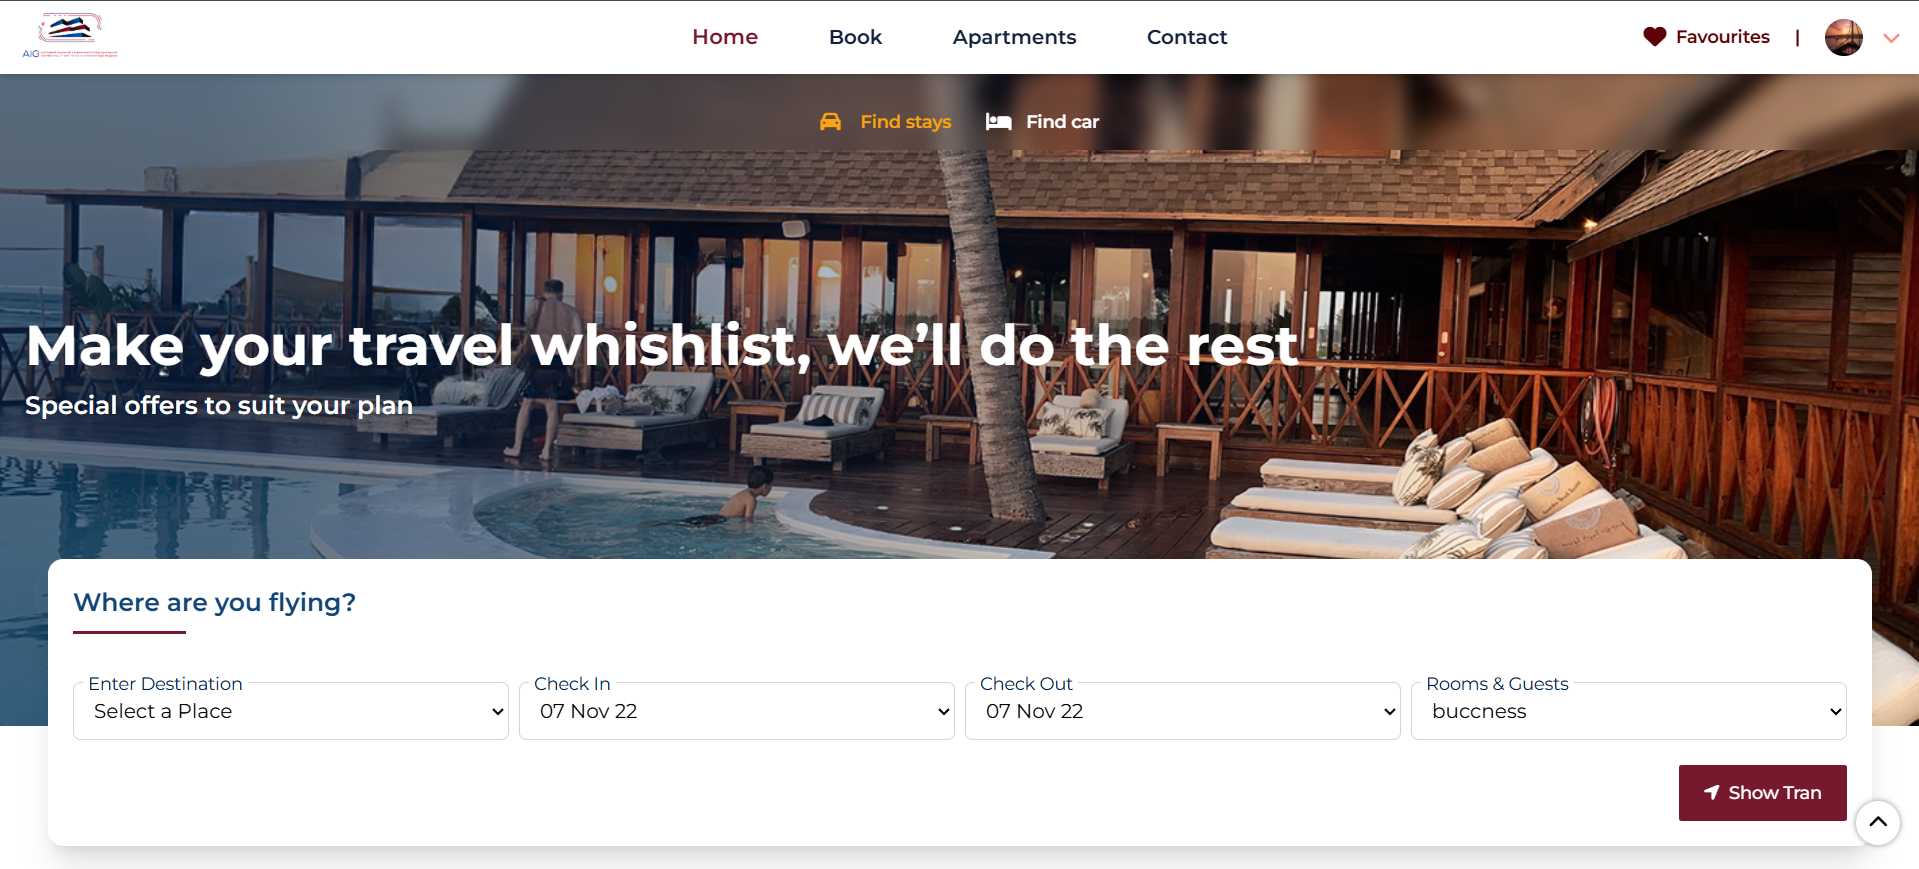 AIG
Home
Book
Apartments
Contact
Favourites
|
Find stays
Find car
Make your travel whishlist, we’ll do the rest
Special offers to suit your plan
Where are you flying?
Enter Destination
Select a Place
Check In
07 Nov 22
Check Out
07 Nov 22
Rooms & Guests
buccness
Show Tran